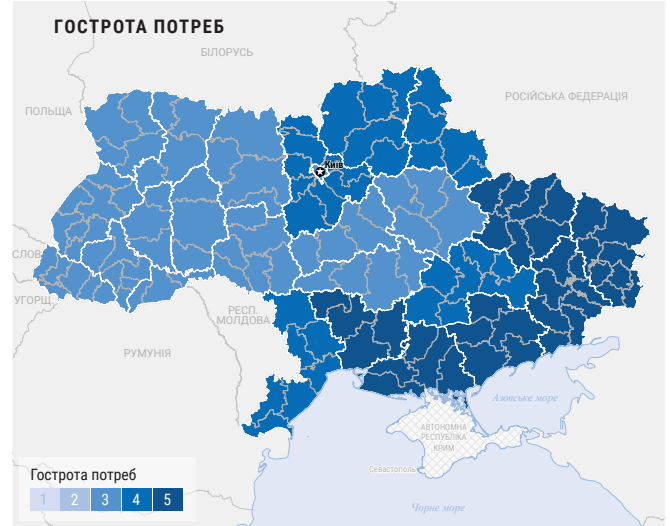 ГОСТРОТА ПОТРЕБ
БІЛОРУСЬ
ПОЛЬЩА
РОСІЙСЬКА ФЕДЕРАЦІЯ
Київ
СЛОВ
УГОРЩ.
РЕСП.
МОЛДОВА
РУМУНІЯ
Азовське море
АВТОНОМНА
РЕСПУБЛІКА
КРИМ
Севастополь
Чорне море
Гострота потреб
1 2 3 4 5